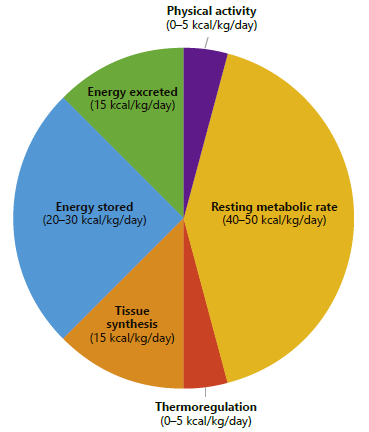 Physical activity
(0–5 kcal/kg/day)
Energy excreted
(15 kcal/kg/day)
Resting metabolic rate
(40–50 kcal/kg/day)
Energy stored
(20–30 kcal/kg/day)
Tissue
synthesis
(15 kcal/kg/day)
Thermoregulation
(0–5 kcal/kg/day)